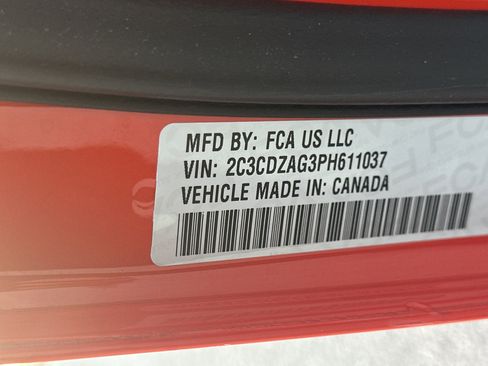 MFD BY: FCA US LLC
VIN: 2C3CDZAG3PH611037
VEHICLE MADE IN: CANADA